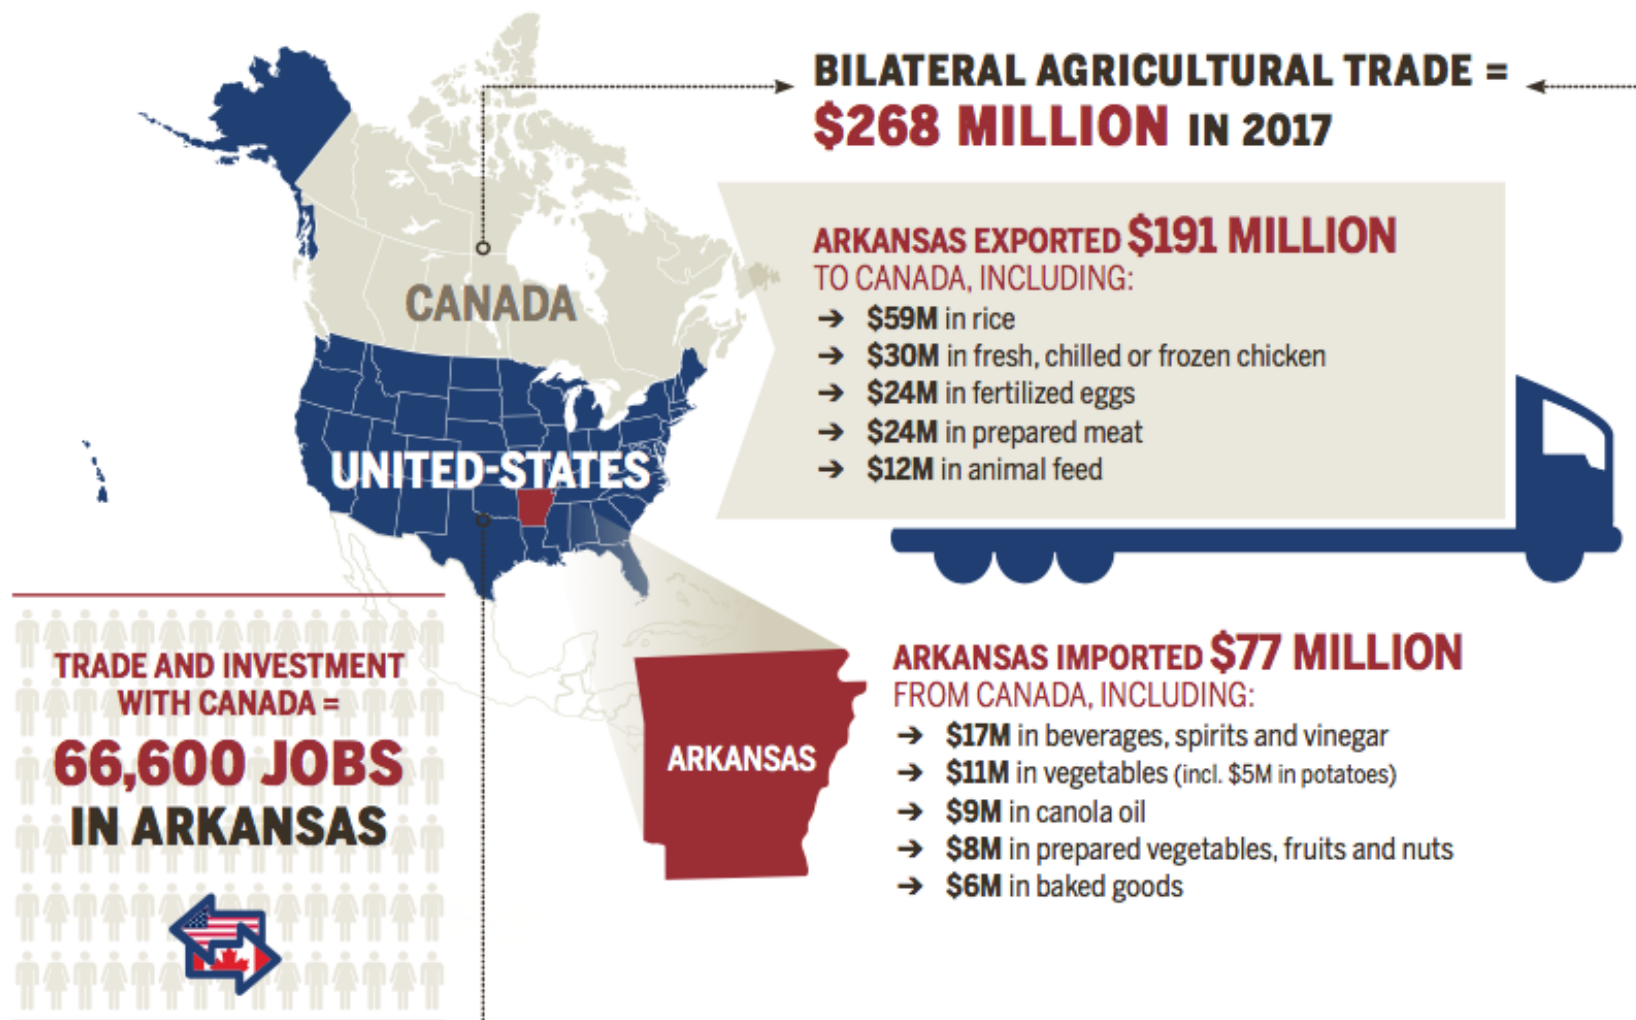 BILATERAL AGRICULTURAL TRADE =
$268 MILLION IN 2017
ARKANSAS EXPORTED $191 MILLION
TO CANADA, INCLUDING:
➔ $59M in rice
➔ $30M in fresh, chilled or frozen chicken
➔ $24M in fertilized eggs
➔ $24M in prepared meat
➔ $12M in animal feed
CANADA
UNITED-STATES
TRADE AND INVESTMENT
WITH CANADA =
66,600 JOBS
IN ARKANSAS
ARKANSAS
ARKANSAS IMPORTED $77 MILLION
FROM CANADA, INCLUDING:
➔ $17M in beverages, spirits and vinegar
➔ $11M in vegetables (incl. $5M in potatoes)
➔ $9M in canola oil
➔ $8M in prepared vegetables, fruits and nuts
➔ $6M in baked goods